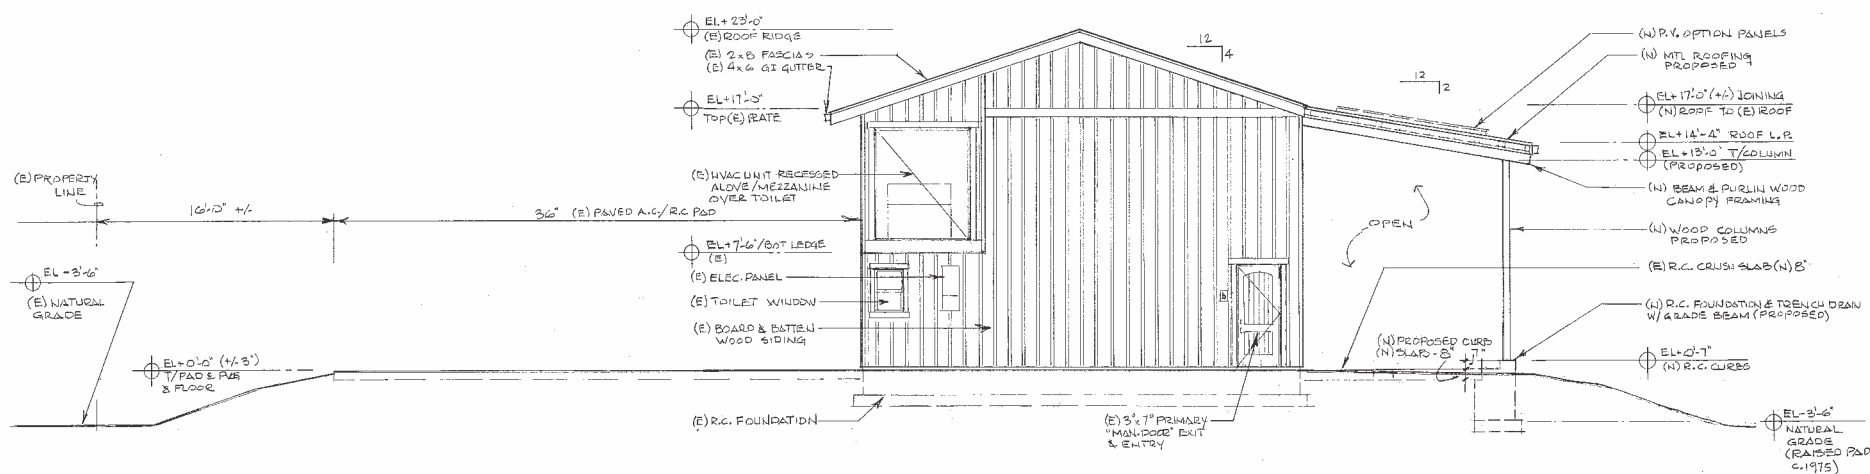 EL+23'-0"
(E) ROOF RIDGE
(E) 2x8 FASCIAS
(E) 4x6 GI GUTTER
EL+17'-0"
TOP (E) PLATE
12
4
12
2
(N) P.V. OPTION PANELS
(N) MTL ROOFING
PROPOSED
EL+17'-0" (+/-) JOINING
(N) ROOF TO (E) ROOF
EL+14'-4" ROOF L.P.
EL+13'-0" T/COLUMN
(PROPOSED)
(N) BEAM & PURLIN WOOD
CANOPY FRAMING
(N) WOOD COLUMNS
PROPOSED
(E) R.C. CRUSH SLAB (N) 8"
(N) R.C. FOUNDATION & TRENCH DRAIN
W/ GRADE BEAM (PROPOSED)
EL+0'-7"
(N) R.C. CURBS
EL-3'-6"
NATURAL
GRADE
(RAISED PAD
C.1975)
(E) PROPERTY
LINE
16'-0" +/-
36" (E) PAVED A.C./R.C. PAD
EL-3'-6"
(E) NATURAL
GRADE
EL+0'-0" (+/-3")
T/PAD &
& FLOOR
(E) HVAC UNIT RECESSED
ALOVE/MEZZANINE
OVER TOILET
EL+7'-6"/BOT LEDGE
(E)
(E) ELEC. PANEL
(E) TOILET WINDOW
(E) BOARD & BATTEN
WOOD SIDING
(E) R.C. FOUNDATION
OPEN
(N) PROPOSED CURB
(N) SLAB - 8" 7"
(E) 3'x7' PRIMARY
"MAN-DOOR" EXIT
& ENTRY